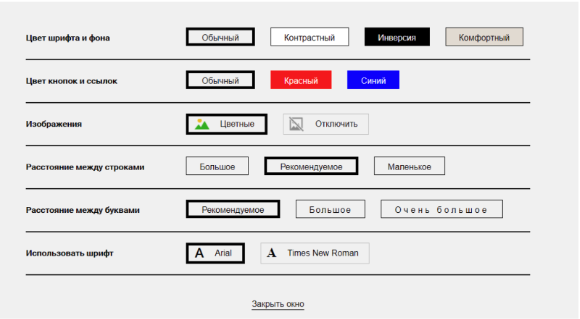 Цвет шрифта и фона Обычный Контрастный Инверсия Комфортный
Цвет кнопок и ссылок Обычный Красный Синий
Изображения Цветные Отключить
Расстояние между строками Большое Рекомендуемое Маленькое
Расстояние между буквами Рекомендуемое Большое Очень большое
Использовать шрифт A Arial A Times New Roman
Закрыть окно